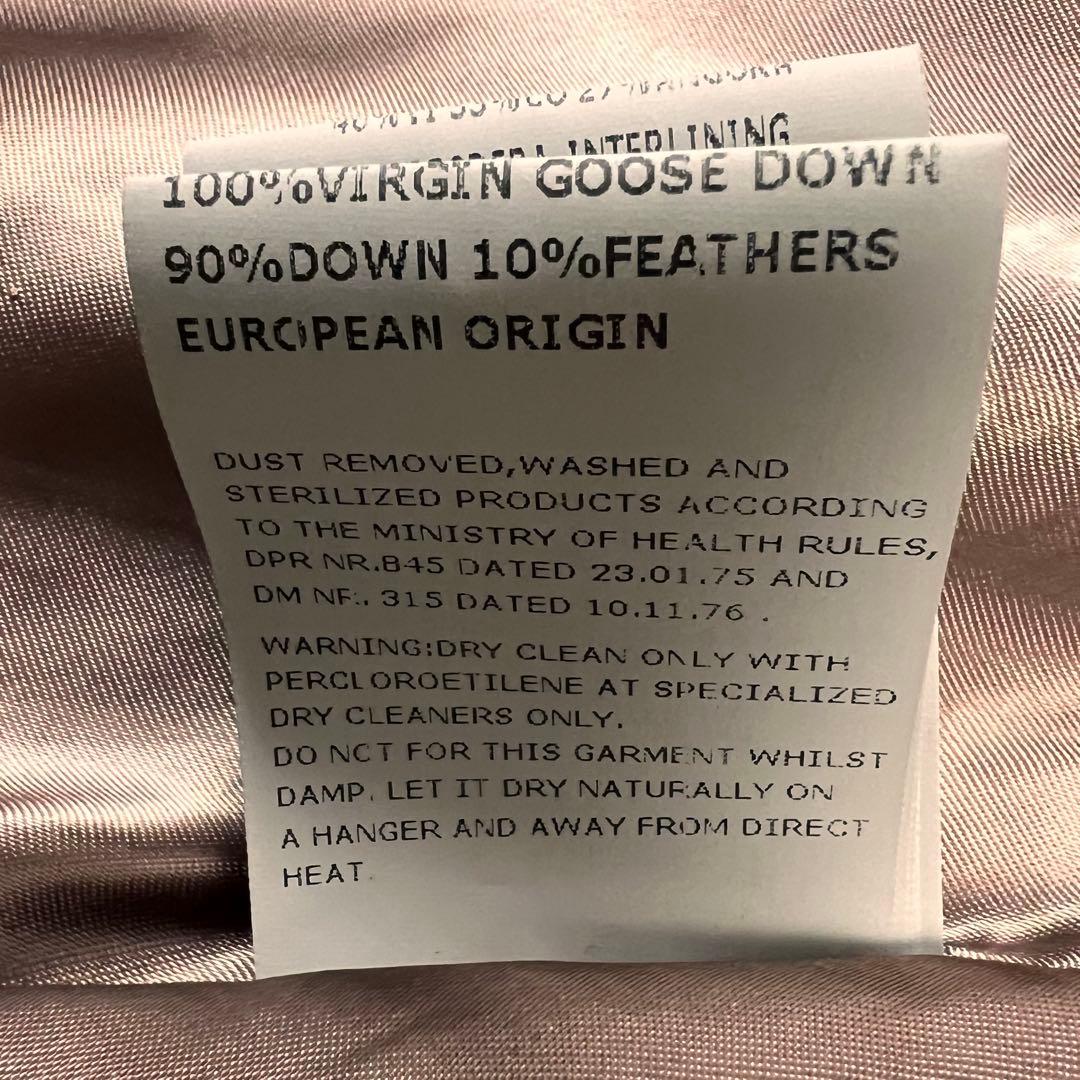 INTERLINING
100%VIRGIN GOOSE DOWN
90%DOWN 10%FEATHERS
EUROPEAN ORIGIN
DUST REMOVED,WASHED AND
STERILIZED PRODUCTS ACCORDING
TO THE MINISTRY OF HEALTH RULES,
DPR NR.845 DATED 23.01.75 AND
DM NR. 315 DATED 10.11.76 .
WARNING:DRY CLEAN ONLY WITH
PERCLOROETILENE AT SPECIALIZED
DRY CLEANERS ONLY.
DO NCT FOR THIS GARMENT WHILST
DAMP. LET IT DRY NATURALLY ON
A HANGER AND AWAY FROM DIRECT
HEAT